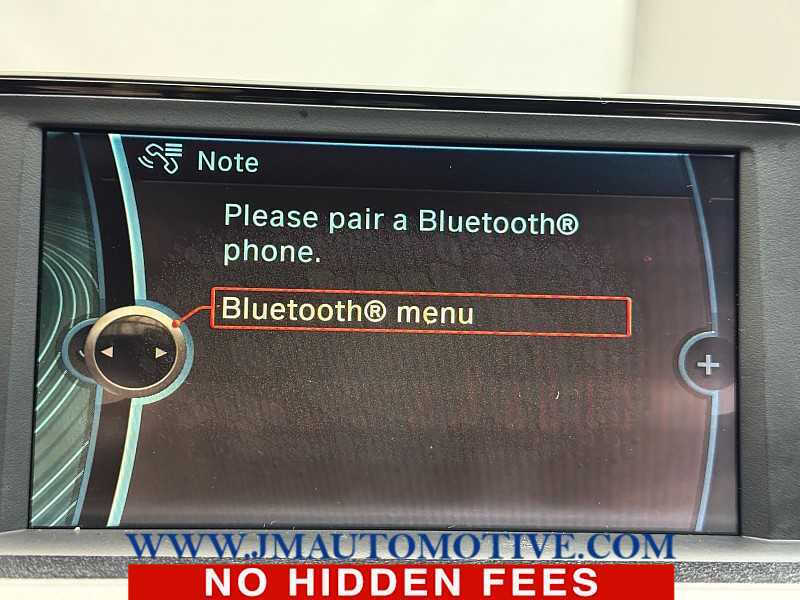 Note
Please pair a Bluetooth®
phone.
Bluetooth® menu
WWW.JMAUTOMOTIVE.COM
NO HIDDEN FEES